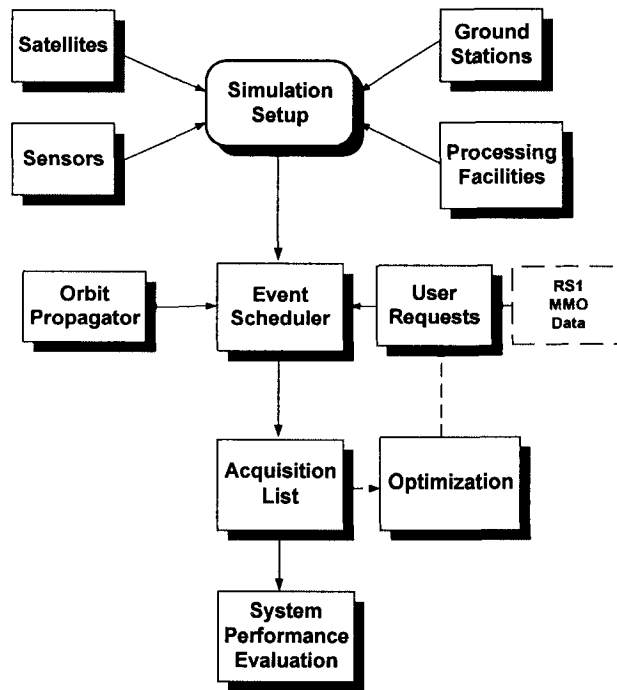 Satellites
Ground
Stations
Simulation
Setup
Sensors
Processing
Facilities
Orbit
Propagator
Event
Scheduler
User
Requests
RS1
MMO
Data
Acquisition
List
Optimization
System
Performance
Evaluation